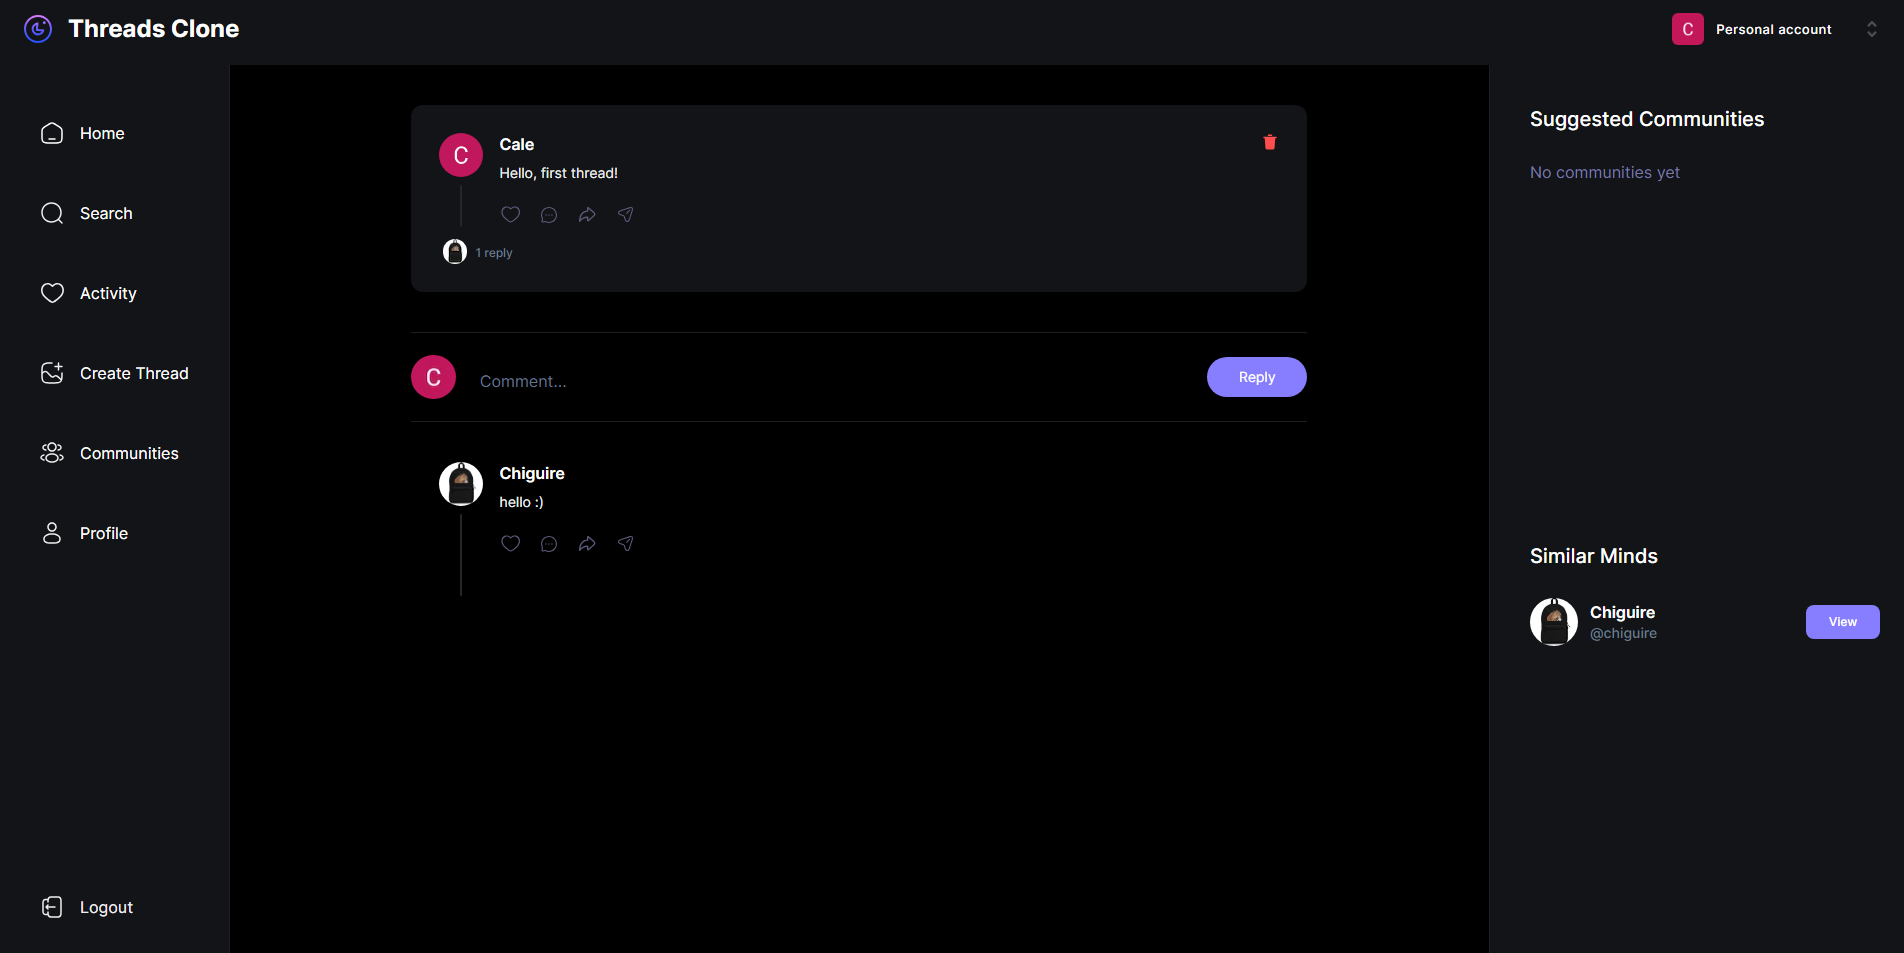 Threads Clone
C
Personal account
Home
Search
Activity
Create Thread
Communities
Profile
Logout
C
Cale
Hello, first thread!
1 reply
C
Comment...
Reply
Chiguire
hello :)
Suggested Communities
No communities yet
Similar Minds
Chiguire
@chiguire
View